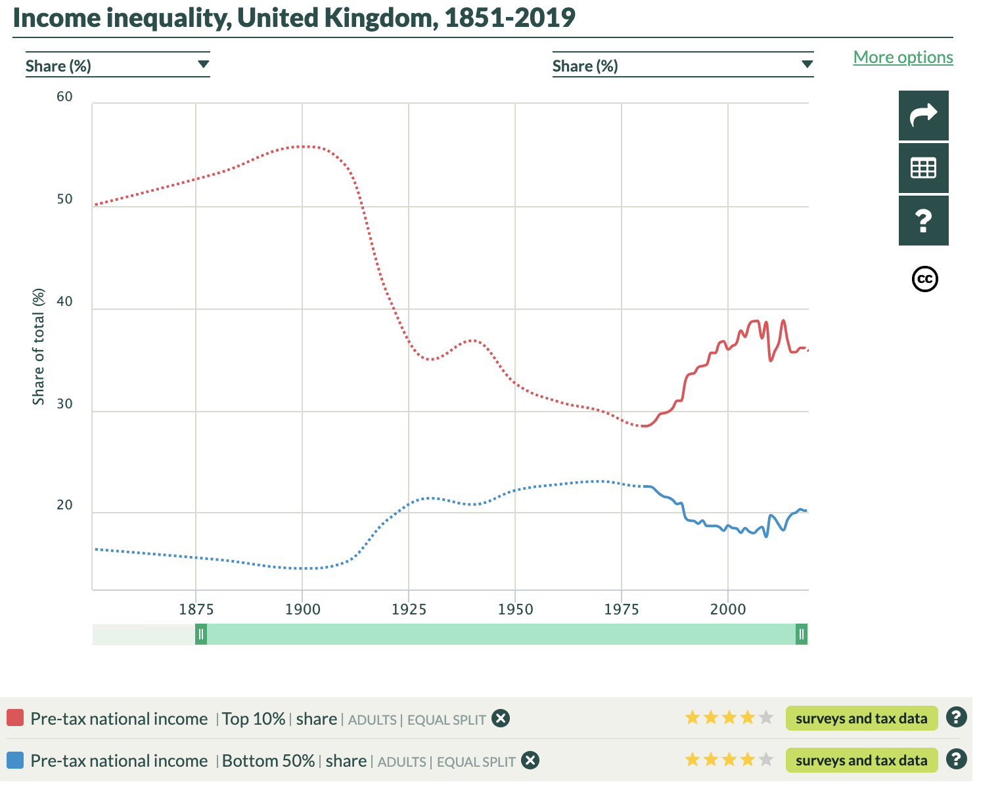 Income inequality, United Kingdom, 1851-2019
Share (%)
Share (%)
More options
60
50
40
30
20
Share of total (%)
1875
1900
1925
1950
1975
2000
?
cc
Pre-tax national income | Top 10% | share | ADULTS | EQUAL SPLIT
surveys and tax data
?
Pre-tax national income | Bottom 50% | share | ADULTS | EQUAL SPLIT
surveys and tax data
?